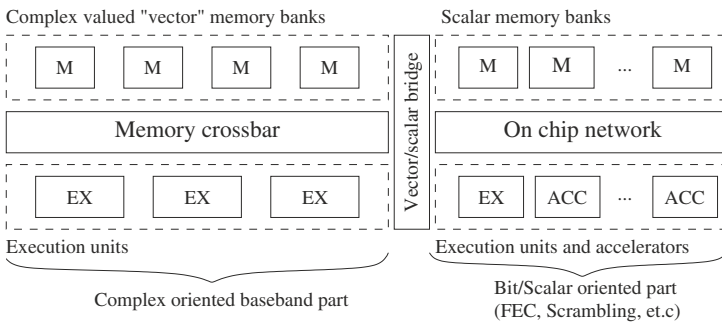 Complex valued "vector" memory banks
Scalar memory banks
M M M M
M M ... M
Memory crossbar
Vector/scalar bridge
On chip network
EX EX EX
EX ACC ... ACC
Execution units
Execution units and accelerators
Complex oriented baseband part
Bit/Scalar oriented part
(FEC, Scrambling, et.c)